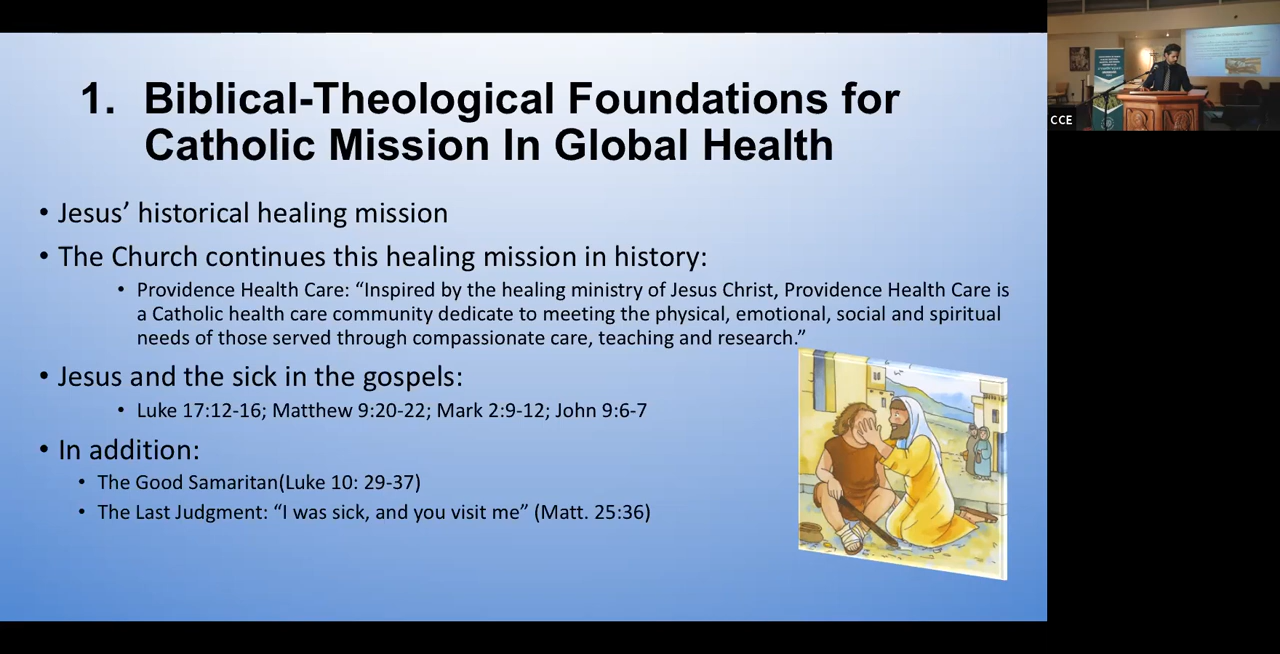 1. Biblical-Theological Foundations for
Catholic Mission In Global Health
• Jesus’ historical healing mission
• The Church continues this healing mission in history:
• Providence Health Care: “Inspired by the healing ministry of Jesus Christ, Providence Health Care is
a Catholic health care community dedicate to meeting the physical, emotional, social and spiritual
needs of those served through compassionate care, teaching and research.”
• Jesus and the sick in the gospels:
• Luke 17:12-16; Matthew 9:20-22; Mark 2:9-12; John 9:6-7
• In addition:
• The Good Samaritan(Luke 10: 29-37)
• The Last Judgment: “I was sick, and you visit me” (Matt. 25:36)
CCE